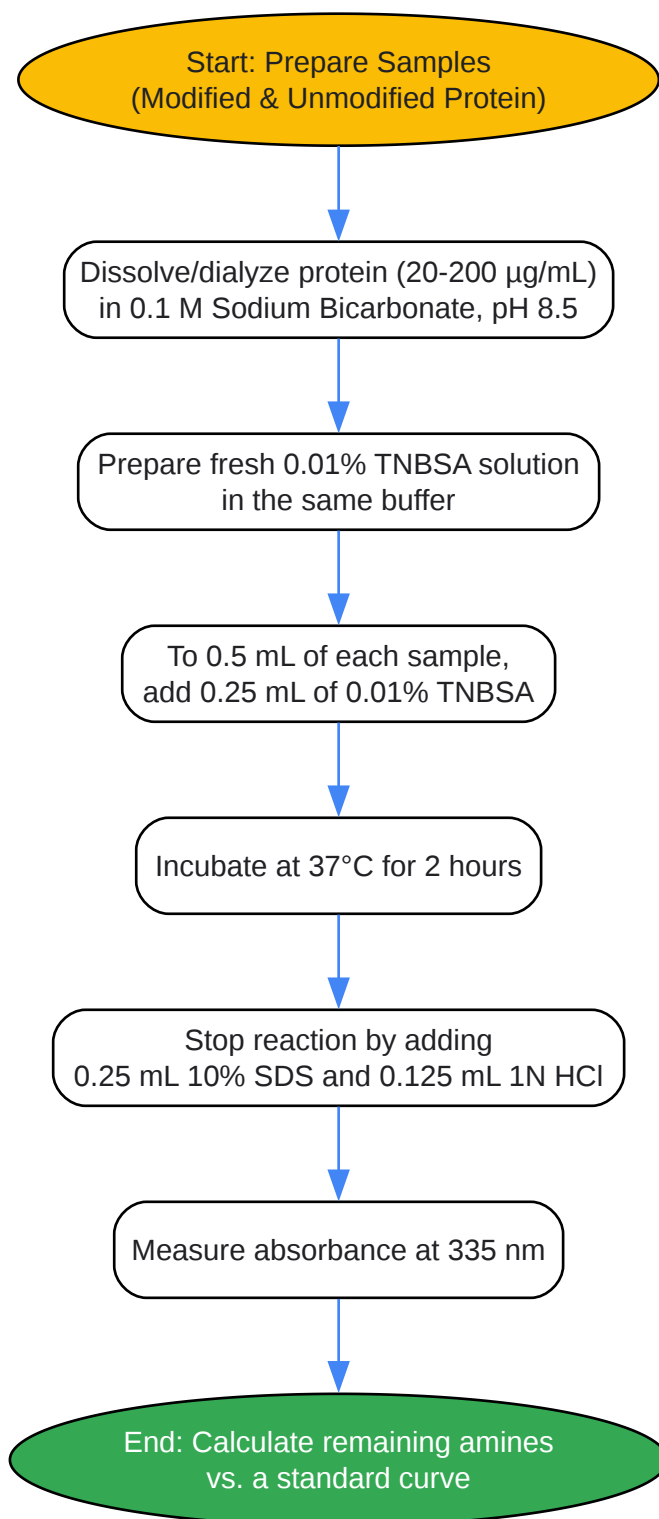 Start: Prepare Samples
(Modified & Unmodified Protein)
Dissolve/dialyze protein (20-200 µg/mL)
in 0.1 M Sodium Bicarbonate, pH 8.5
Prepare fresh 0.01% TNBSA solution
in the same buffer
To 0.5 mL of each sample,
add 0.25 mL of 0.01% TNBSA
Incubate at 37°C for 2 hours
Stop reaction by adding
0.25 mL 10% SDS and 0.125 mL 1N HCl
Measure absorbance at 335 nm
End: Calculate remaining amines
vs. a standard curve